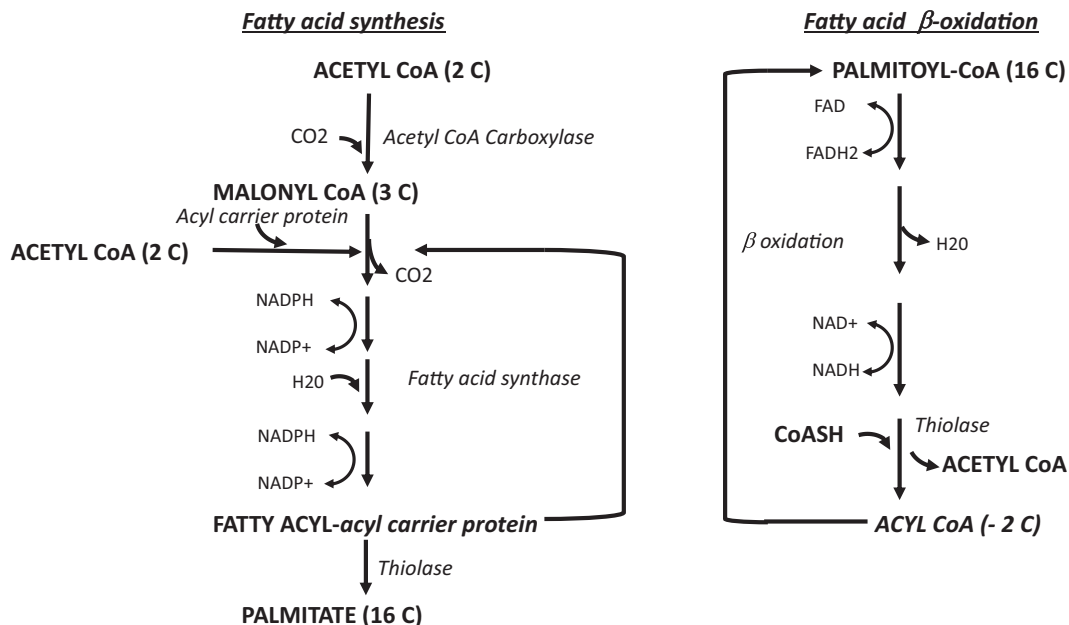 Fatty acid synthesis
ACETYL CoA (2 C)
CO2
Acetyl CoA Carboxylase
MALONYL CoA (3 C)
Acyl carrier protein
ACETYL CoA (2 C)
CO2
NADPH
NADP+
H20
Fatty acid synthase
NADPH
NADP+
FATTY ACYL-acyl carrier protein
Thiolase
PALMITATE (16 C)
Fatty acid β-oxidation
PALMITOYL-CoA (16 C)
FAD
FADH2
β oxidation
H20
NAD+
NADH
CoASH
Thiolase
ACETYL CoA
ACYL CoA (- 2 C)